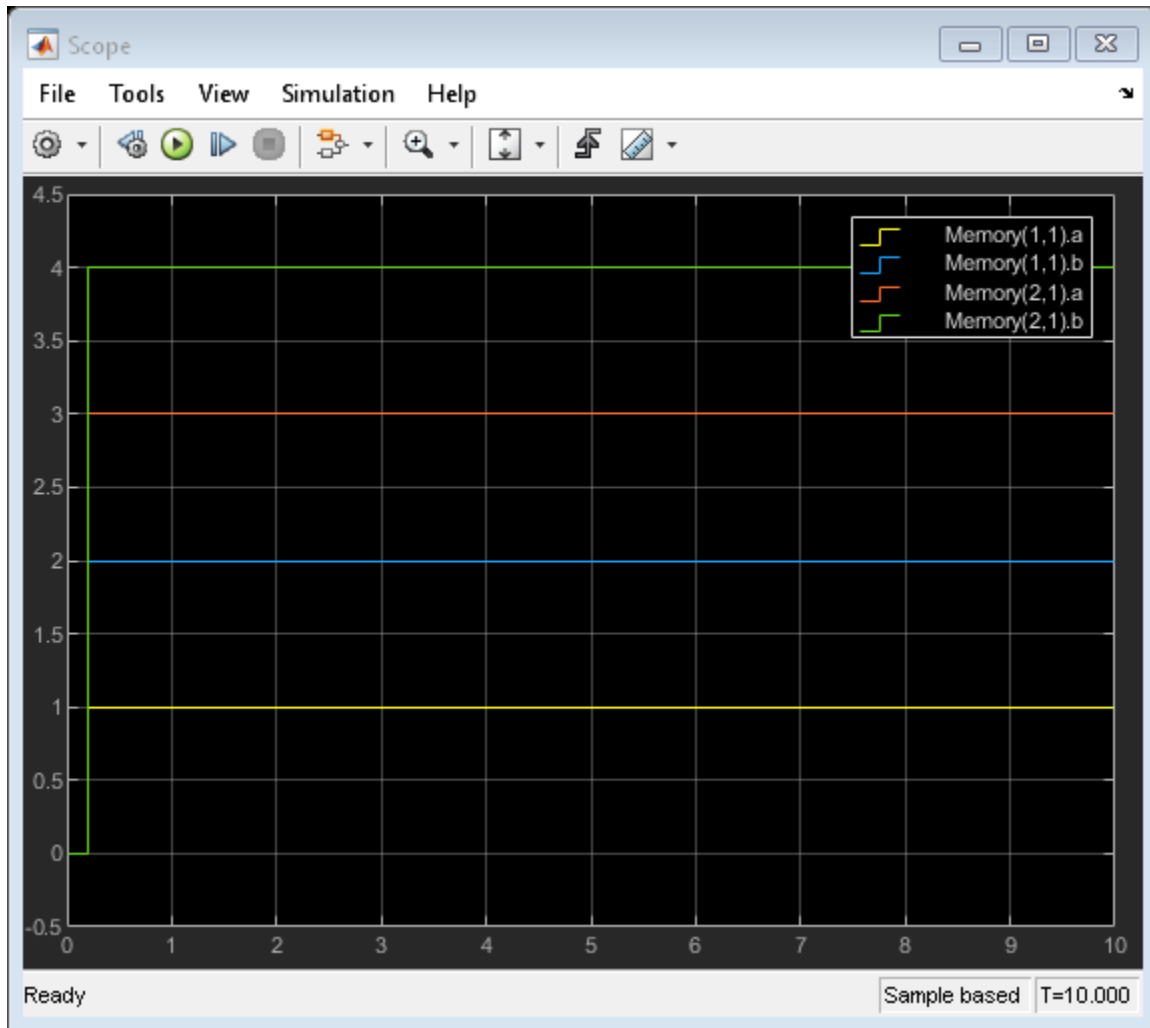 Scope
File Tools View Simulation Help
4.5
4
3.5
3
2.5
2
1.5
1
0.5
0
-0.5
Memory(1,1).a
Memory(1,1).b
Memory(2,1).a
Memory(2,1).b
0 1 2 3 4 5 6 7 8 9 10
Ready Sample based T=10.000